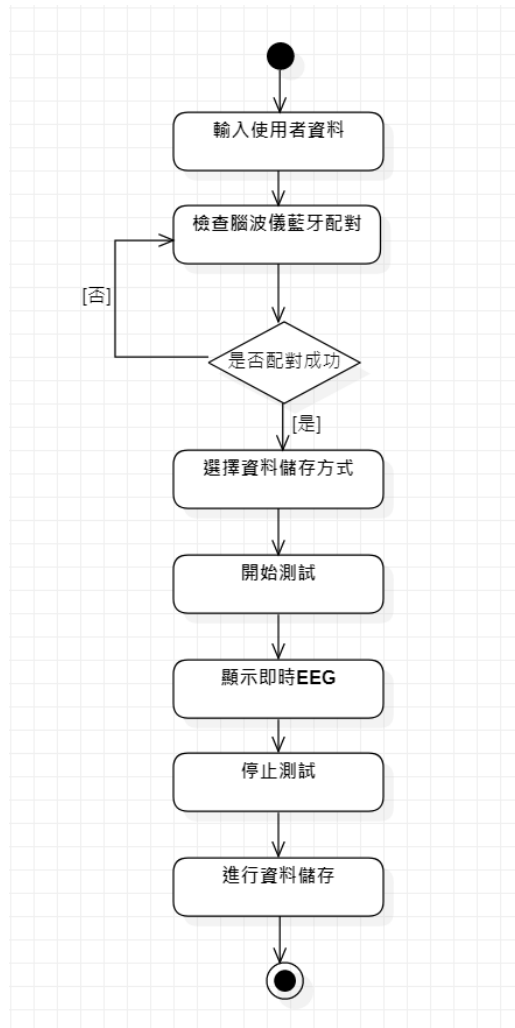 輸入使用者資料
檢查腦波儀藍牙配對
[否]
是否配對成功
[是]
選擇資料儲存方式
開始測試
顯示即時EEG
停止測試
進行資料儲存